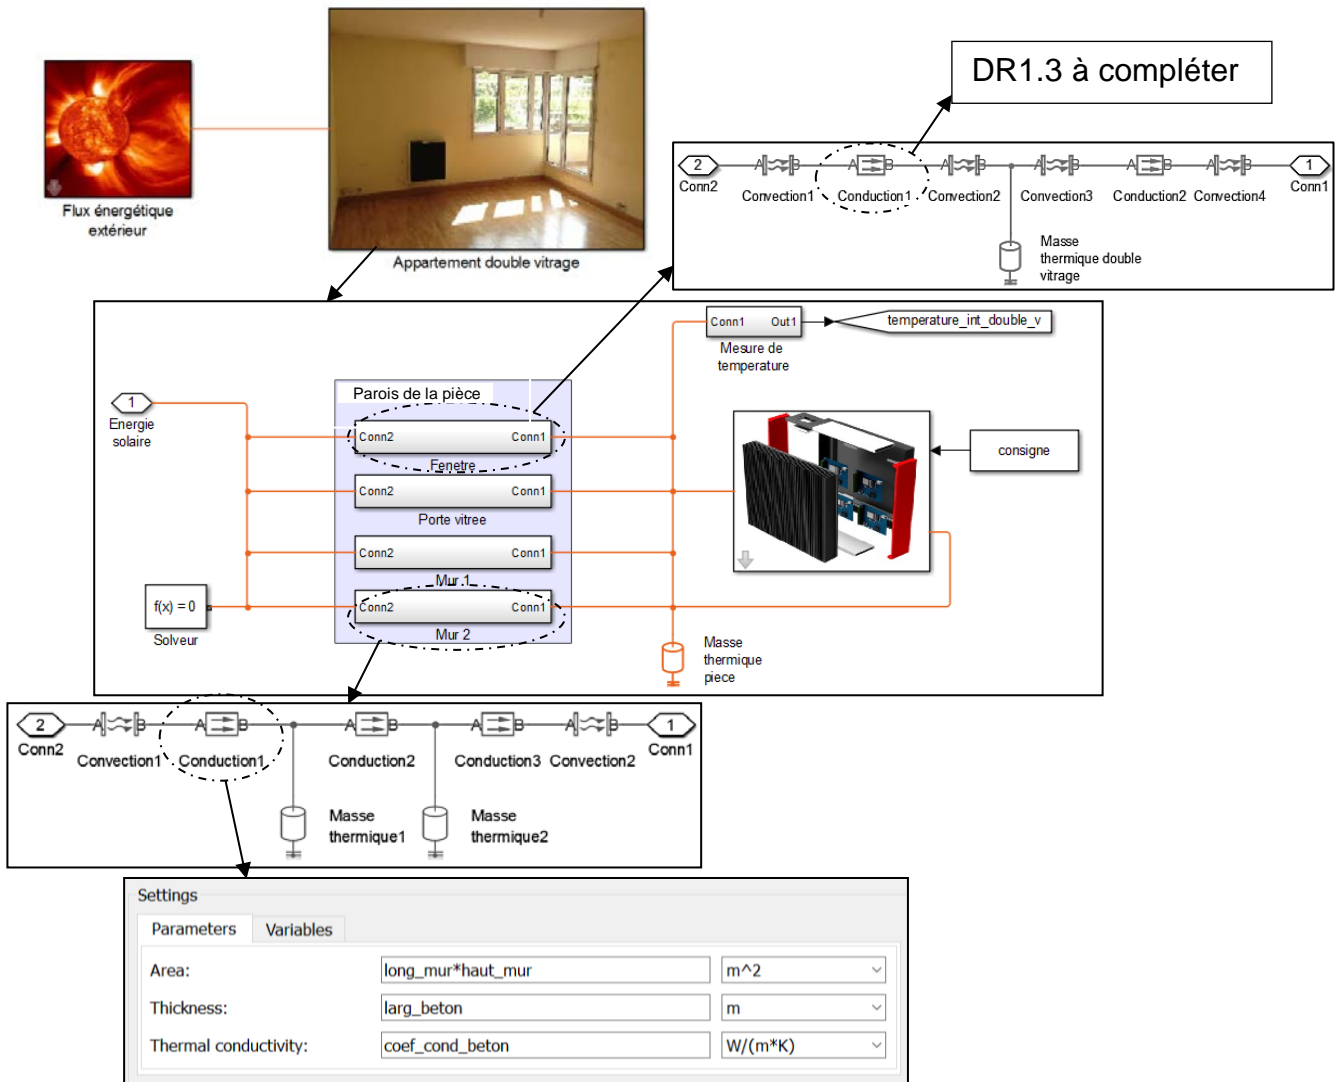 DR1.3 à compléter
Flux énergétique
extérieur
Appartement double vitrage
2
Conn2
A
B
Convection1
A
B
Conduction1
A
B
Convection2
A
B
Convection3
A
B
Conduction2
A
B
Convection4
1
Conn1
Masse
thermique double
vitrage
Conn1
Out1
Mesure de
temperature
temperature_int_double_v
1
Energie
solaire
Parois de la pièce
Conn2
Conn1
Fenetre
Conn2
Conn1
Porte vitree
Conn2
Conn1
Mur 1
Conn2
Conn1
Mur 2
consigne
f(x) = 0
Solveur
Masse
thermique
piece
2
Conn2
A
B
Convection1
A
B
Conduction1
A
B
Conduction2
A
B
Conduction3
A
B
Convection2
1
Conn1
Masse
thermique1
Masse
thermique2
Settings
Parameters
Variables
Area:
long_mur*haut_mur
m^2
Thickness:
larg_beton
m
Thermal conductivity:
coef_cond_beton
W/(m*K)